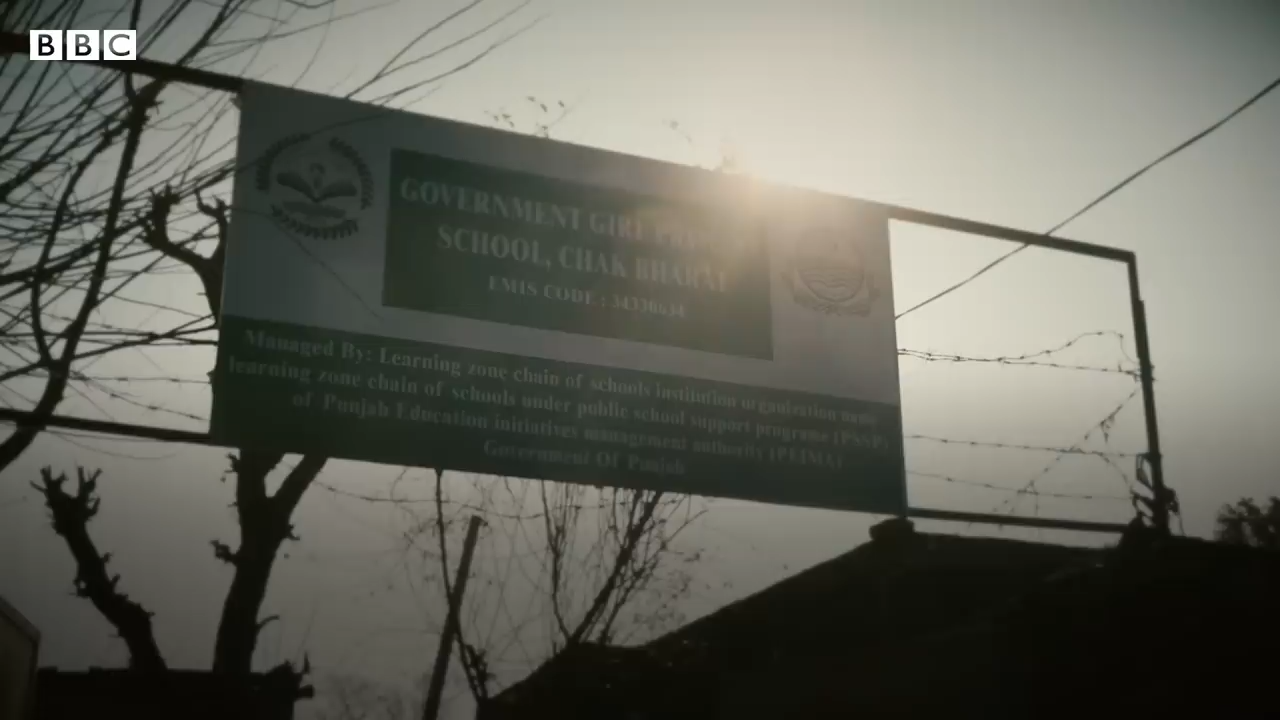 BBC
GOVERNMENT GIRL
SCHOOL, CHAK
EMIS CODE :
Managed By: Learning zone chain of schools institution organization name
learning zone chain of schools under public school support programe (PSSP)
of Punjab Education initiatives management authority (PEIMA)
Government Of Punjab